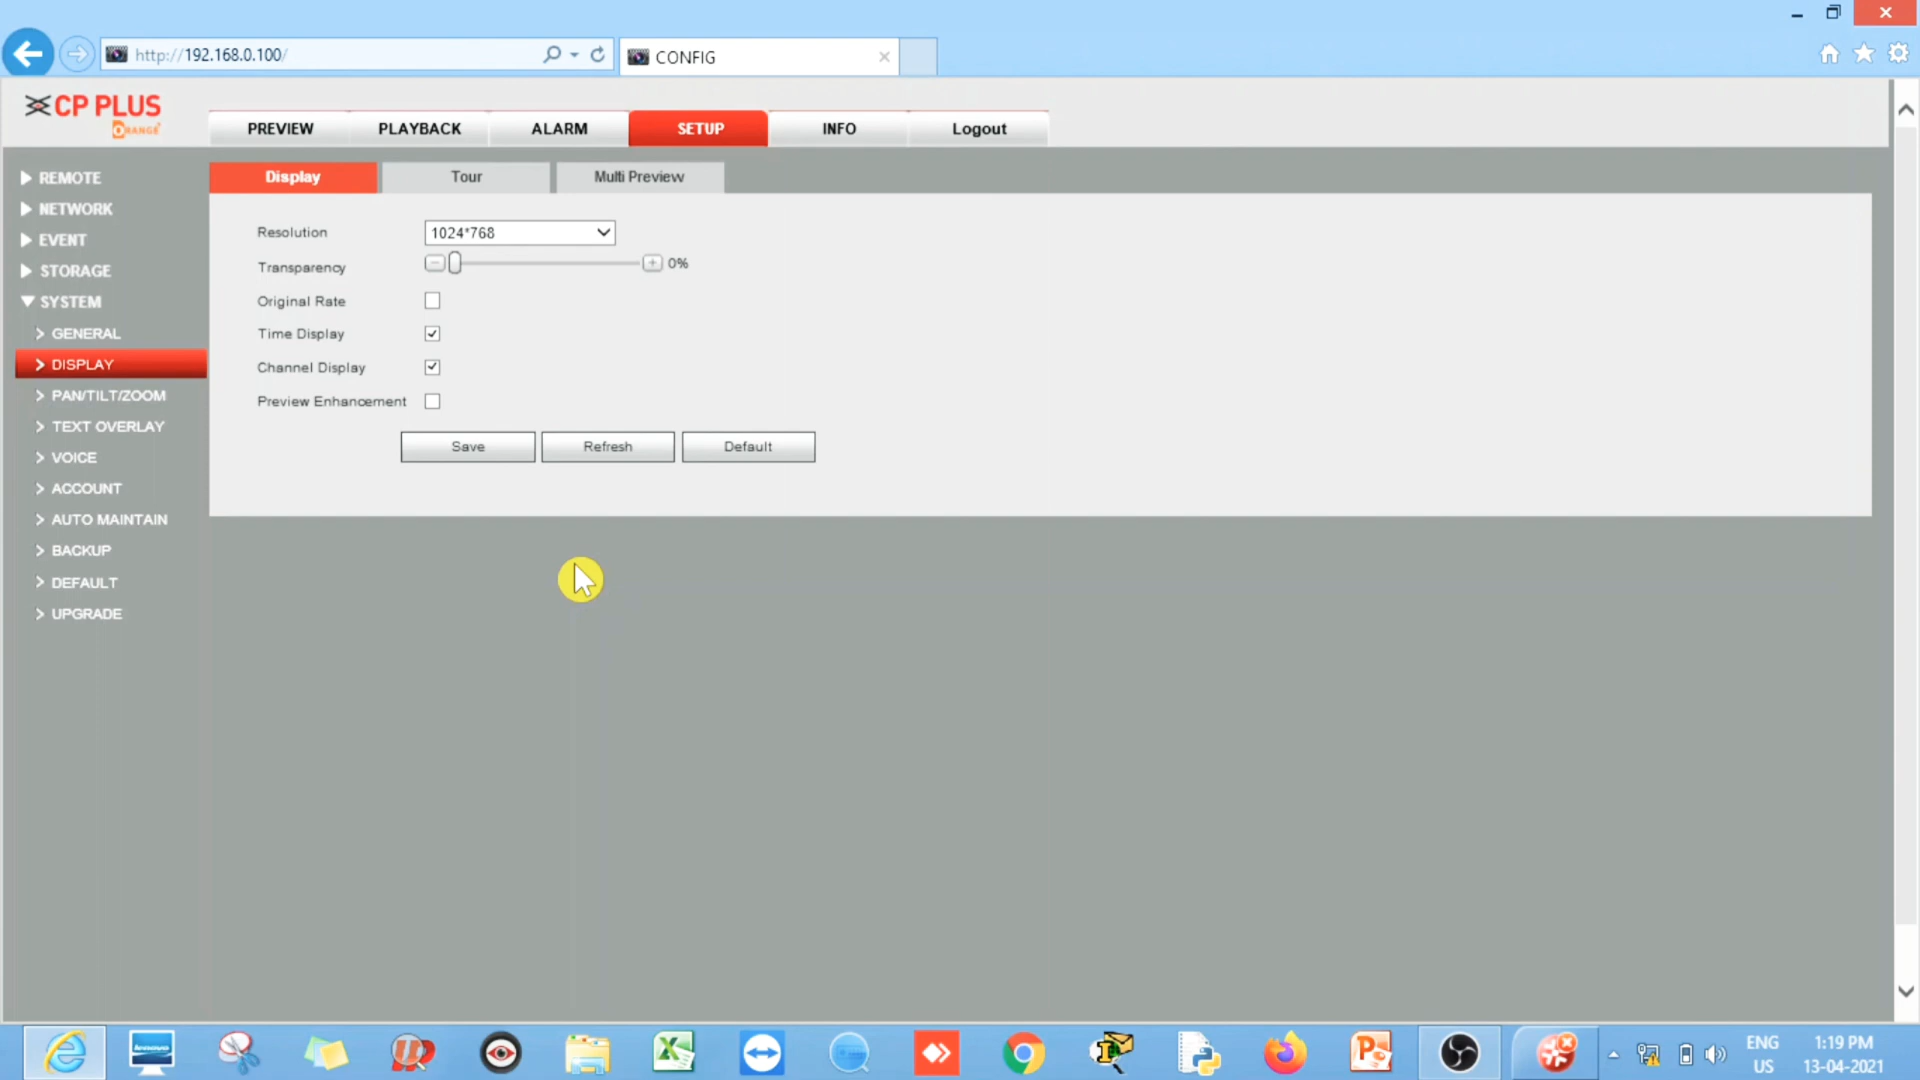 http://192.168.0.100/
CONFIG
CP PLUS
ORANGE
PREVIEW
PLAYBACK
ALARM
SETUP
INFO
Logout
REMOTE
NETWORK
EVENT
STORAGE
SYSTEM
GENERAL
DISPLAY
PAN/TILT/ZOOM
TEXT OVERLAY
VOICE
ACCOUNT
AUTO MAINTAIN
BACKUP
DEFAULT
UPGRADE
Display
Tour
Multi Preview
Resolution
1024*768
Transparency
0%
Original Rate
Time Display
Channel Display
Preview Enhancement
Save
Refresh
Default
lenovo
ENG
US
1:19 PM
13-04-2021